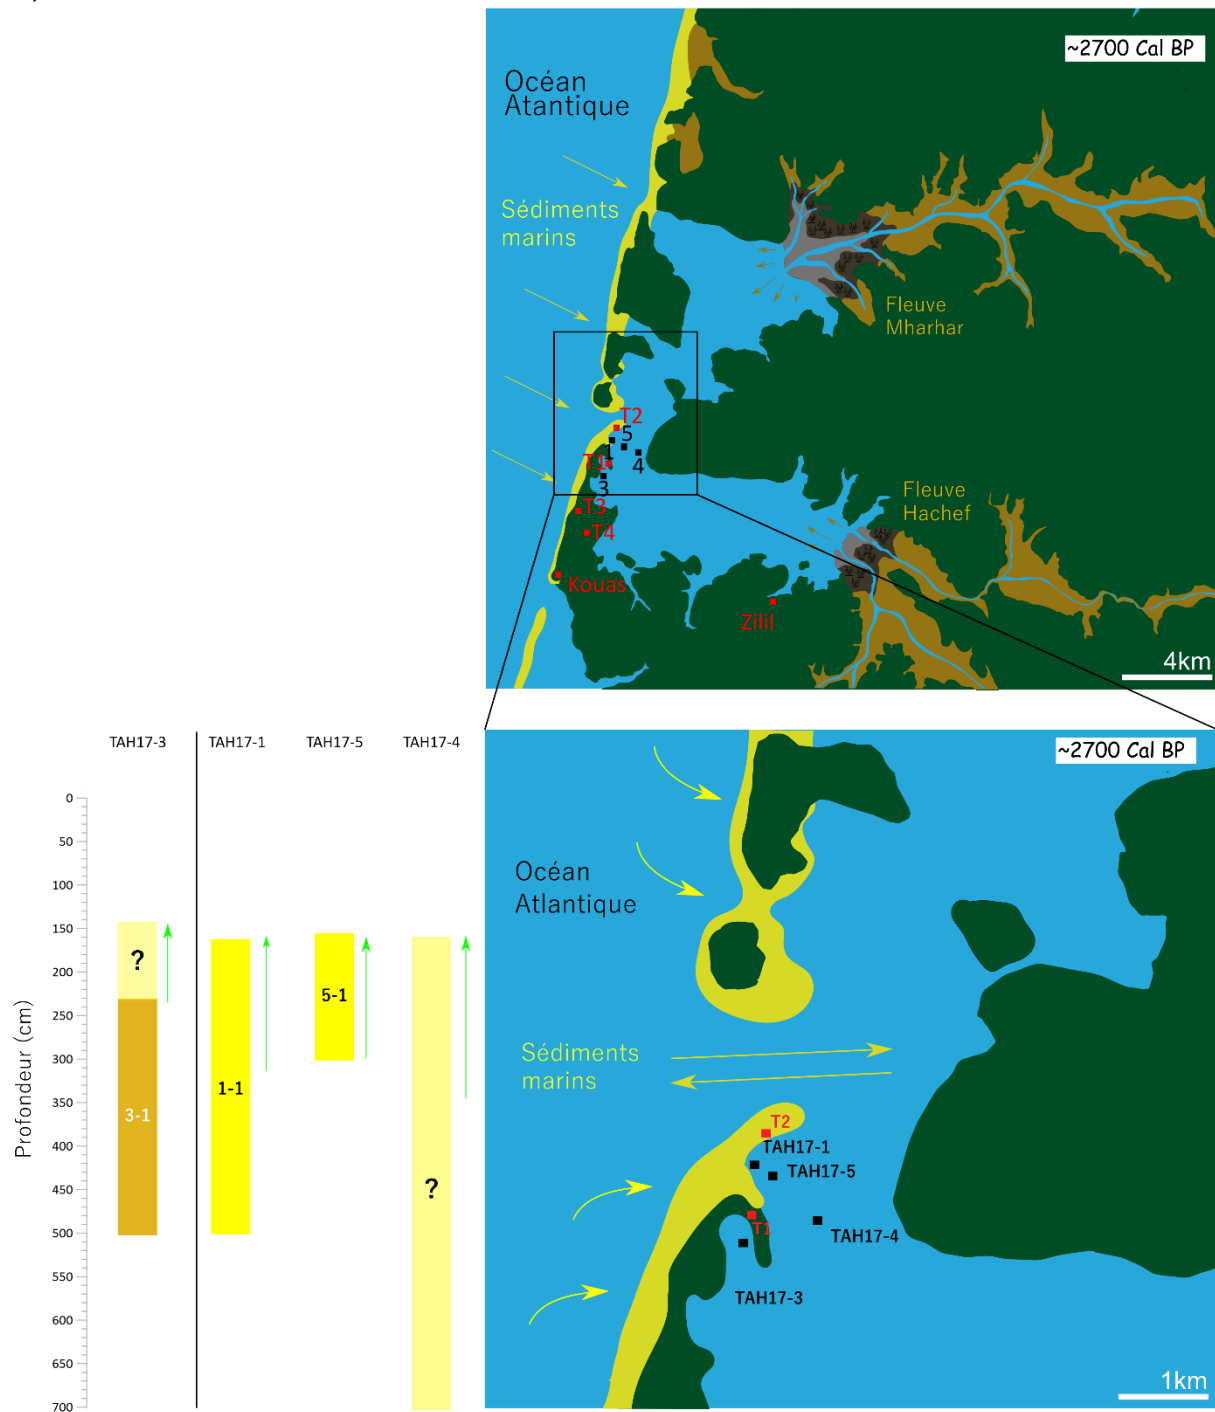 ~2700 Cal BP
Océan
Atantique
Sédiments
marins
Fleuve
Mharhar
T2
5
1
T1
4
3
Fleuve
Hachef
T3
T4
Kouas
Zilil
4km
TAH17-3
TAH17-1
TAH17-5
TAH17-4
~2700 Cal BP
0
50
100
150
200
250
300
350
400
450
500
550
600
650
700
Profondeur (cm)
?
3-1
1-1
5-1
?
Océan
Atlantique
Sédiments
marins
T2
TAH17-1
TAH17-5
T1
TAH17-4
TAH17-3
1km